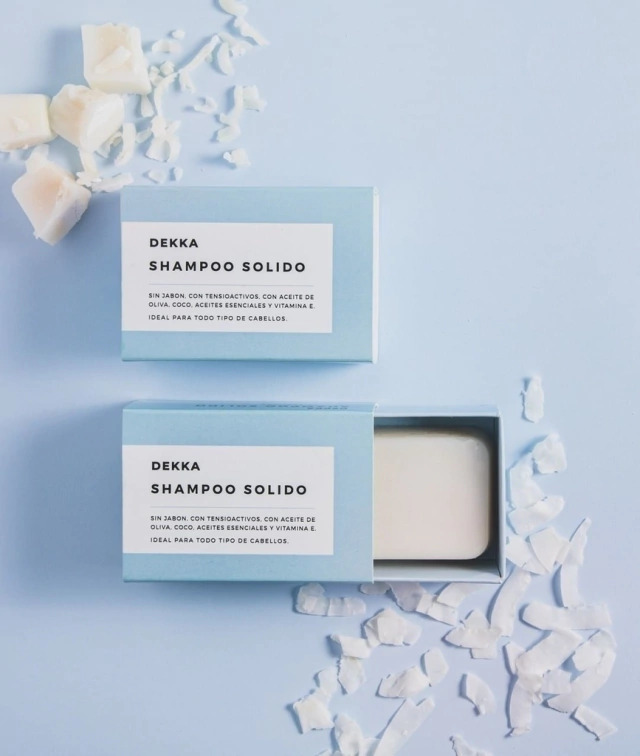 DEKKA
SHAMPOO SOLIDO
SIN JABON, CON TENSIOACTIVOS, CON ACEITE DE
OLIVA, COCO, ACEITES ESENCIALES Y VITAMINA E.
IDEAL PARA TODO TIPO DE CABELLOS.
DEKKA
SHAMPOO SOLIDO
SIN JABON, CON TENSIOACTIVOS, CON ACEITE DE
OLIVA, COCO, ACEITES ESENCIALES Y VITAMINA E.
IDEAL PARA TODO TIPO DE CABELLOS.